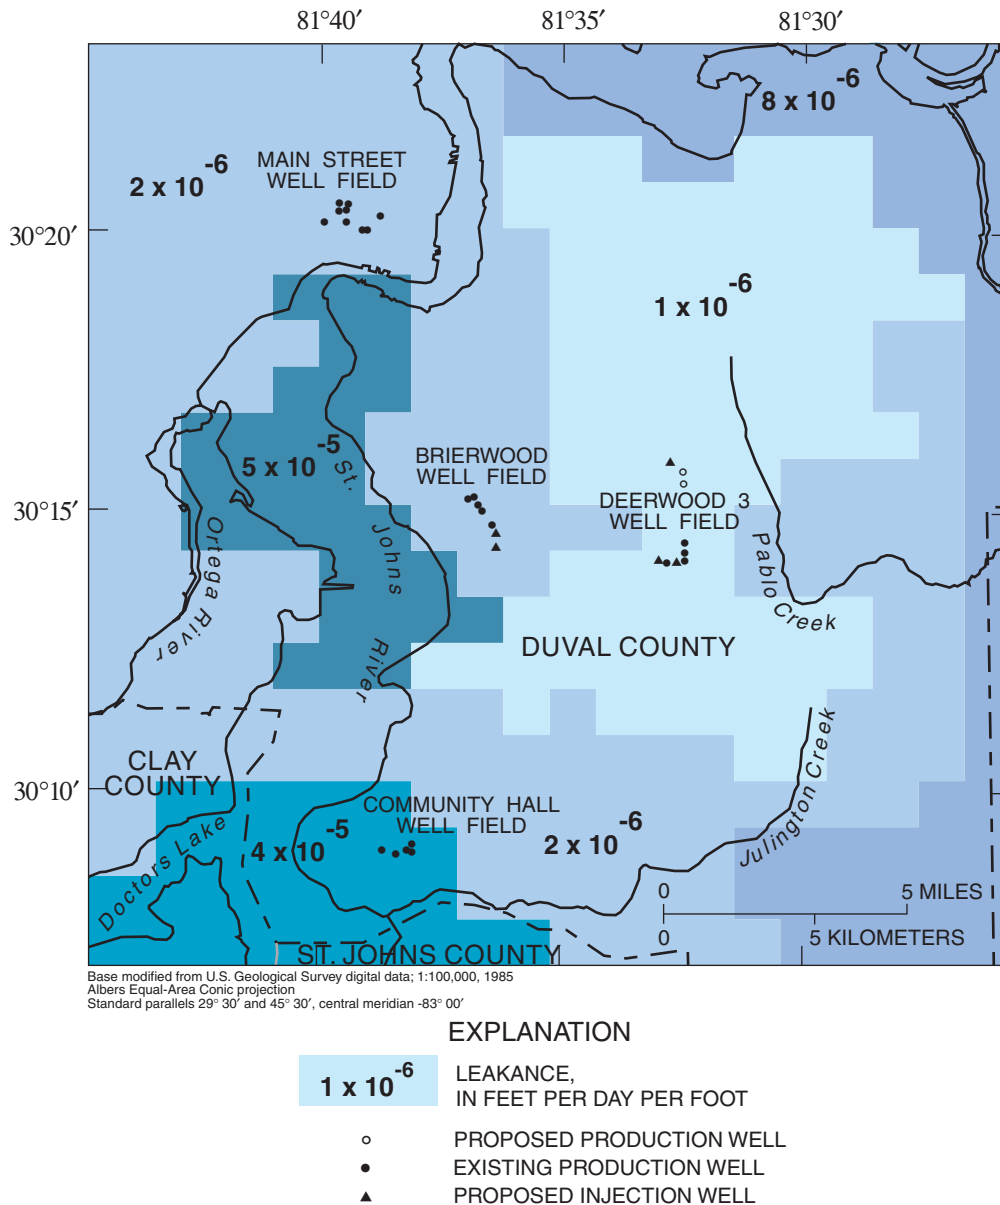 81°40′ 81°35′ 81°30′
8 x 10-6
MAIN STREET
WELL FIELD
2 x 10-6
30°20′
1 x 10-6
5 x 10-5
St. Johns River
BRIERWOOD
WELL FIELD
DEERWOOD 3
WELL FIELD
30°15′
Ortega River
Pablo Creek
DUVAL COUNTY
CLAY
COUNTY
30°10′
Julington Creek
COMMUNITY HALL
WELL FIELD
4 x 10-5
2 x 10-6
Doctors Lake
0 5 MILES
0 5 KILOMETERS
ST. JOHNS COUNTY
Base modified from U.S. Geological Survey digital data; 1:100,000, 1985
Albers Equal-Area Conic projection
Standard parallels 29° 30′ and 45° 30′, central meridian -83° 00′
EXPLANATION
1 x 10-6
LEAKANCE,
IN FEET PER DAY PER FOOT
PROPOSED PRODUCTION WELL
EXISTING PRODUCTION WELL
PROPOSED INJECTION WELL